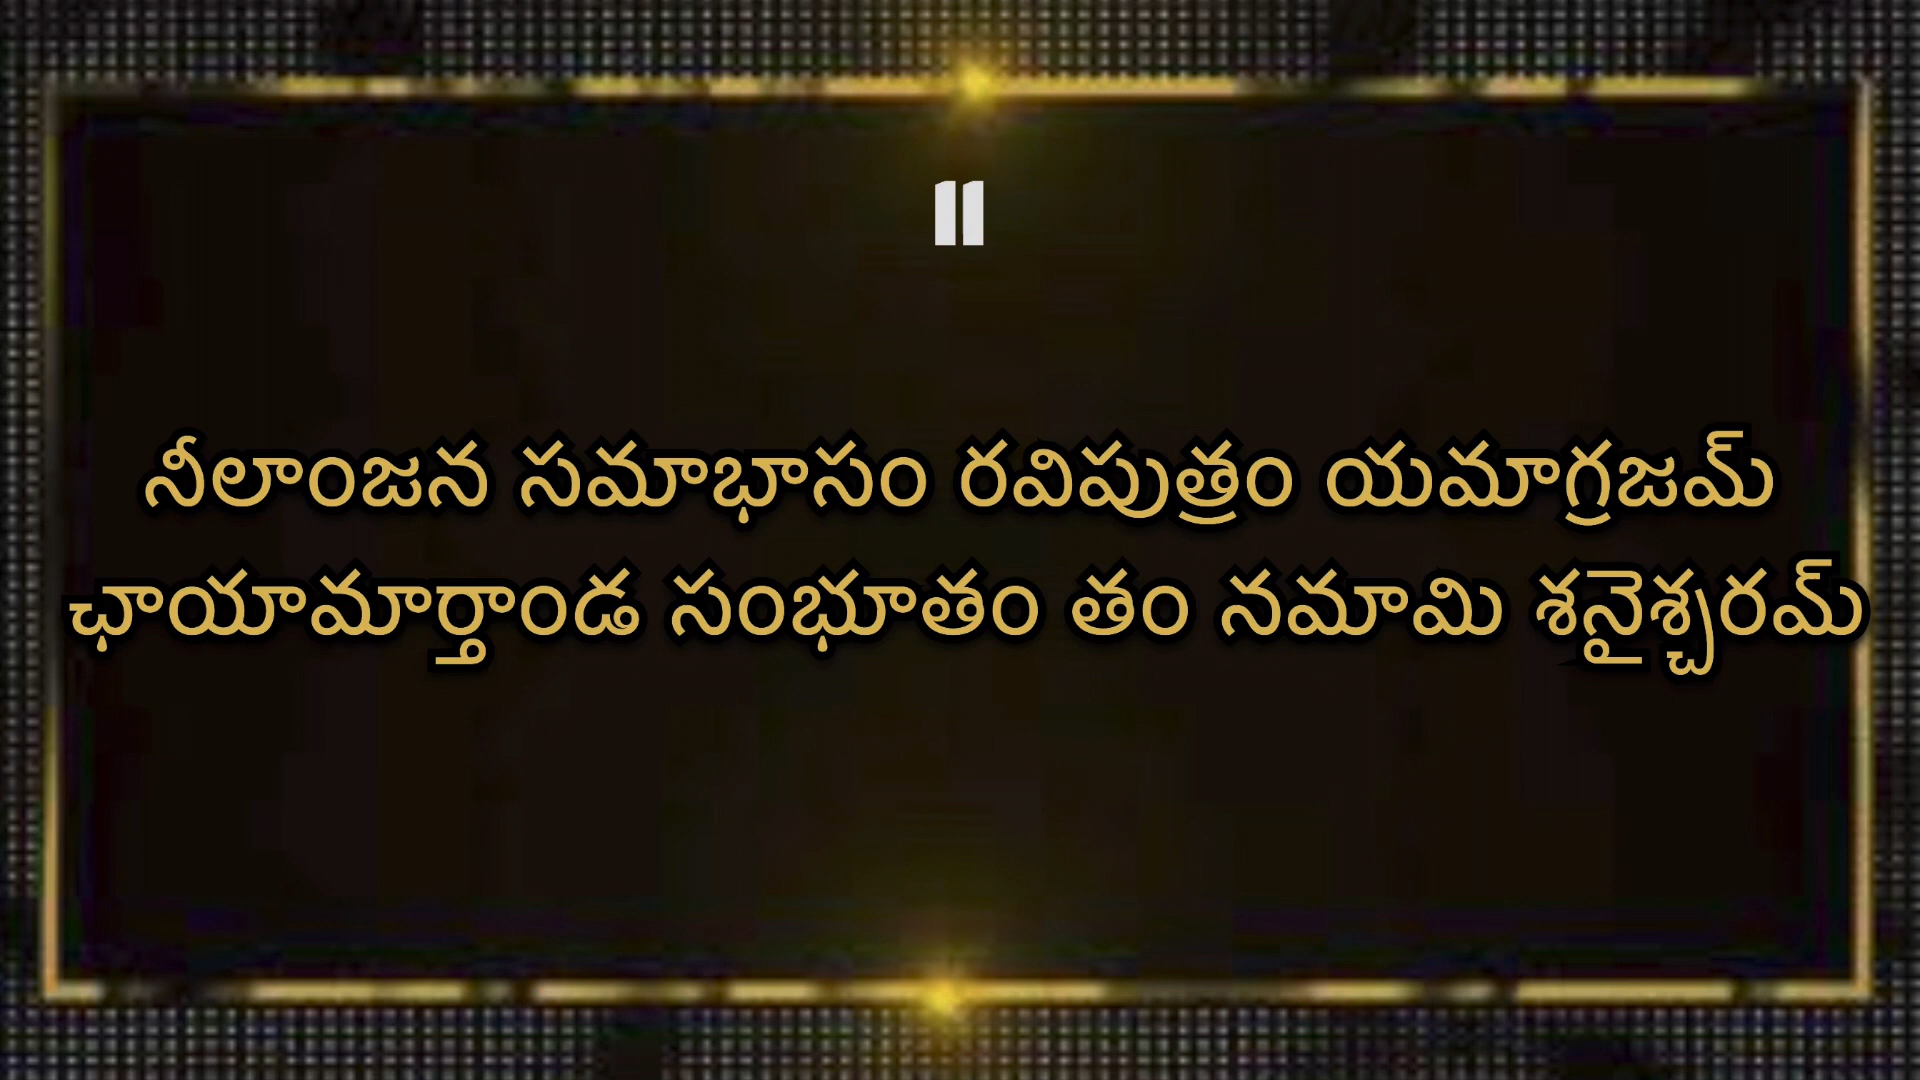 "
నీలాంజన సమాభాసం రవిపుత్రం యమాగ్రజమ్
ఛాయామార్తాండ సంభూతం తం నమామి శనైశ్చరమ్